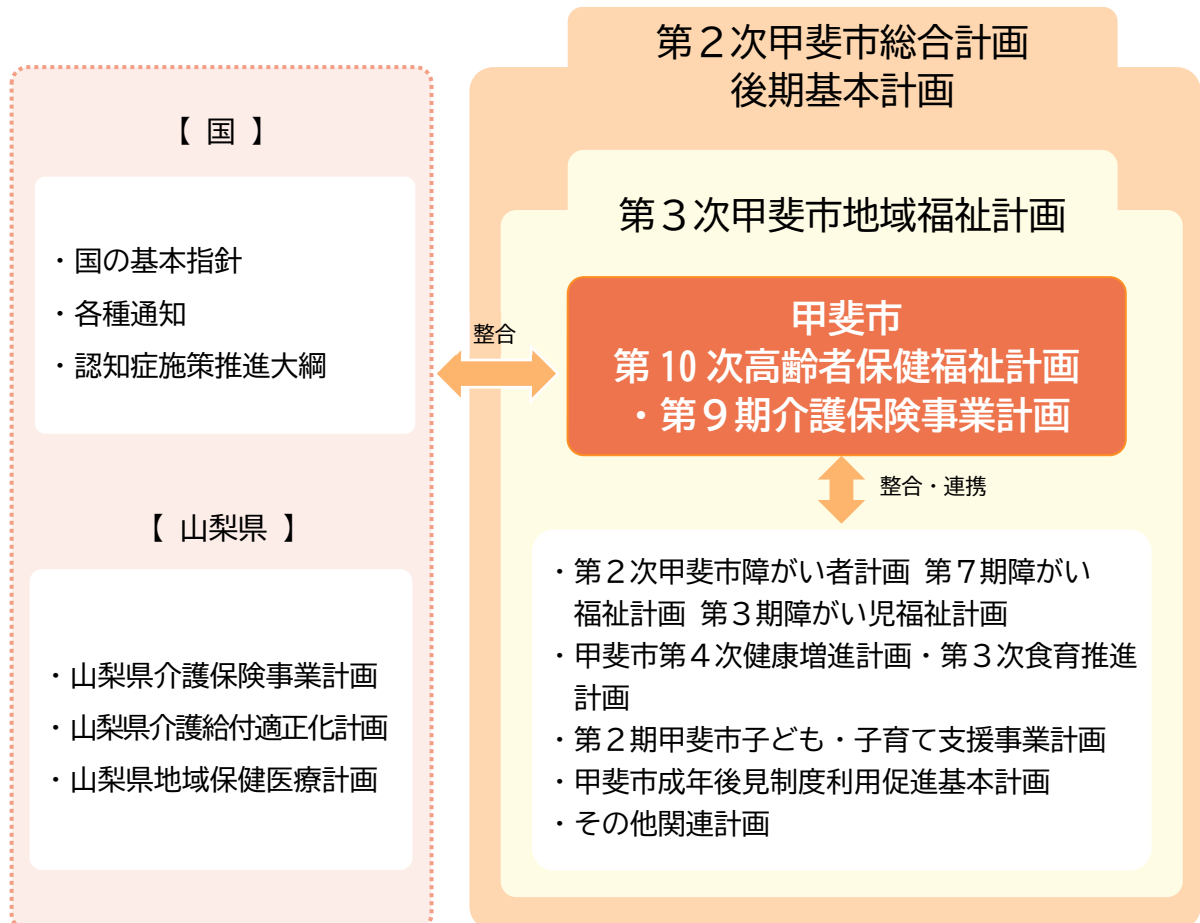 第２次甲斐市総合計画
後期基本計画
【 国 】
・国の基本指針
・各種通知
・認知症施策推進大綱
【 山梨県 】
・山梨県介護保険事業計画
・山梨県介護給付適正化計画
・山梨県地域保健医療計画
整合
第３次甲斐市地域福祉計画
甲斐市
第 10 次高齢者保健福祉計画
・第９期介護保険事業計画
整合・連携
・第２次甲斐市障がい者計画 第７期障がい
福祉計画 第３期障がい児福祉計画
・甲斐市第４次健康増進計画・第３次食育推進
計画
・第２期甲斐市子ども・子育て支援事業計画
・甲斐市成年後見制度利用促進基本計画
・その他関連計画